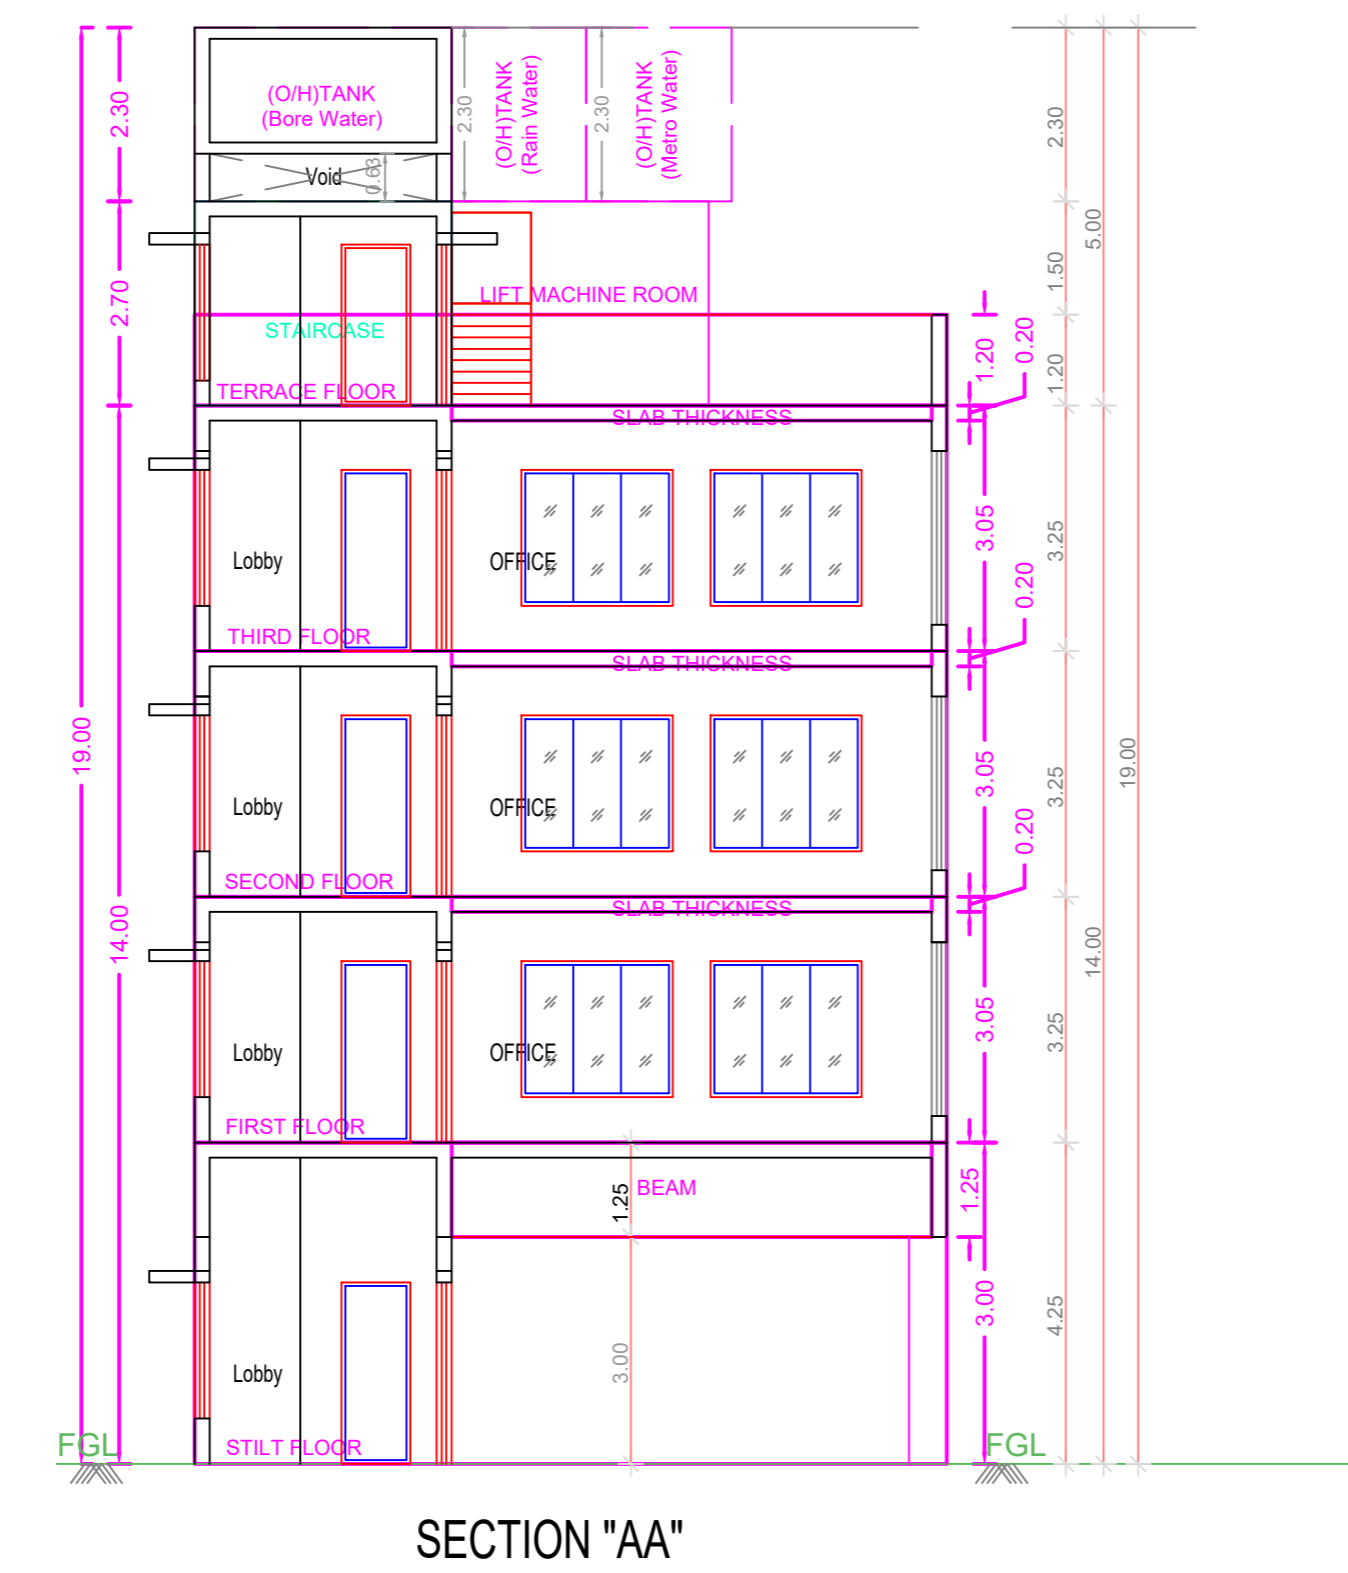 2.30
(O/H)TANK
(Bore Water)
2.30
(O/H)TANK
(Rain Water)
2.30
(O/H)TANK
(Metro Water)
2.30
Void
0.63
5.00
2.70
1.50
LIFT MACHINE ROOM
STAIRCASE
1.20
0.20
1.20
TERRACE FLOOR
SLAB THICKNESS
3.05
3.25
Lobby
OFFICE
0.20
THIRD FLOOR
SLAB THICKNESS
19.00
3.05
3.25
19.00
Lobby
OFFICE
0.20
SECOND FLOOR
SLAB THICKNESS
14.00
14.00
3.05
3.25
Lobby
OFFICE
FIRST FLOOR
1.25
BEAM
1.25
3.00
4.25
3.00
Lobby
FGL
STILT FLOOR
FGL
SECTION "AA"